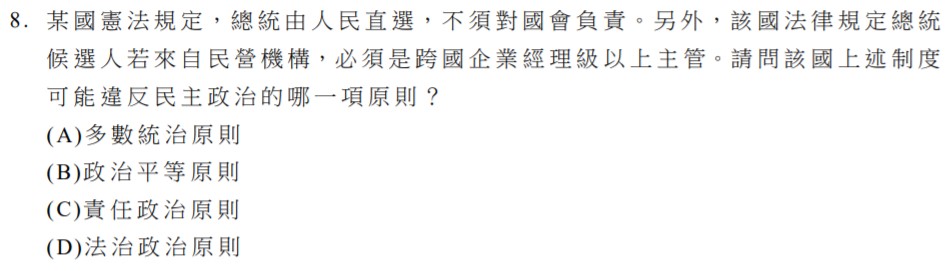 8. 某國憲法規定，總統由人民直選，不須對國會負責。另外，該國法律規定總統
候選人若來自民營機構，必須是跨國企業經理級以上主管。請問該國上述制度
可能違反民主政治的哪一項原則？
(A)多數統治原則
(B)政治平等原則
(C)責任政治原則
(D)法治政治原則